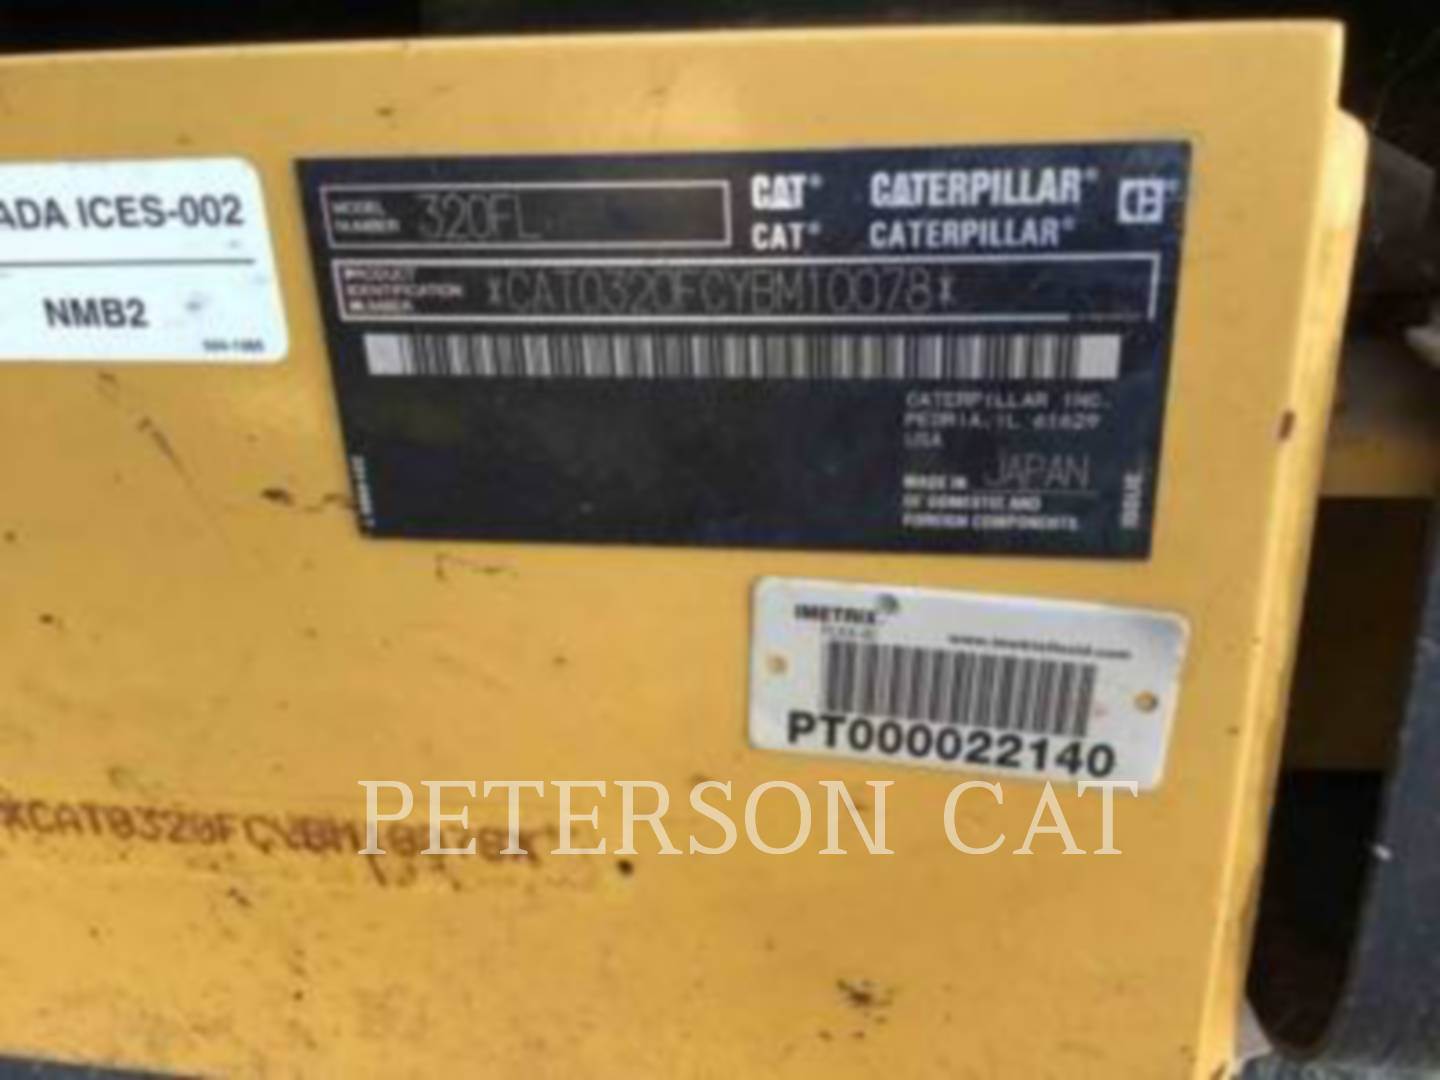 ADA ICES-002
NMB2
MODEL NUMBER 320FL
CAT® CATERPILLAR®
CAT® CATERPILLAR®
PRODUCT IDENTIFICATION NUMBER *CAT0320FCYBM10078*
CATERPILLAR INC.
PEORIA, IL 61629
USA
MADE IN JAPAN
OF DOMESTIC AND
FOREIGN COMPONENTS
IMETRIX
PT000022140
*CAT0320FCYBM10078*
PETERSON CAT